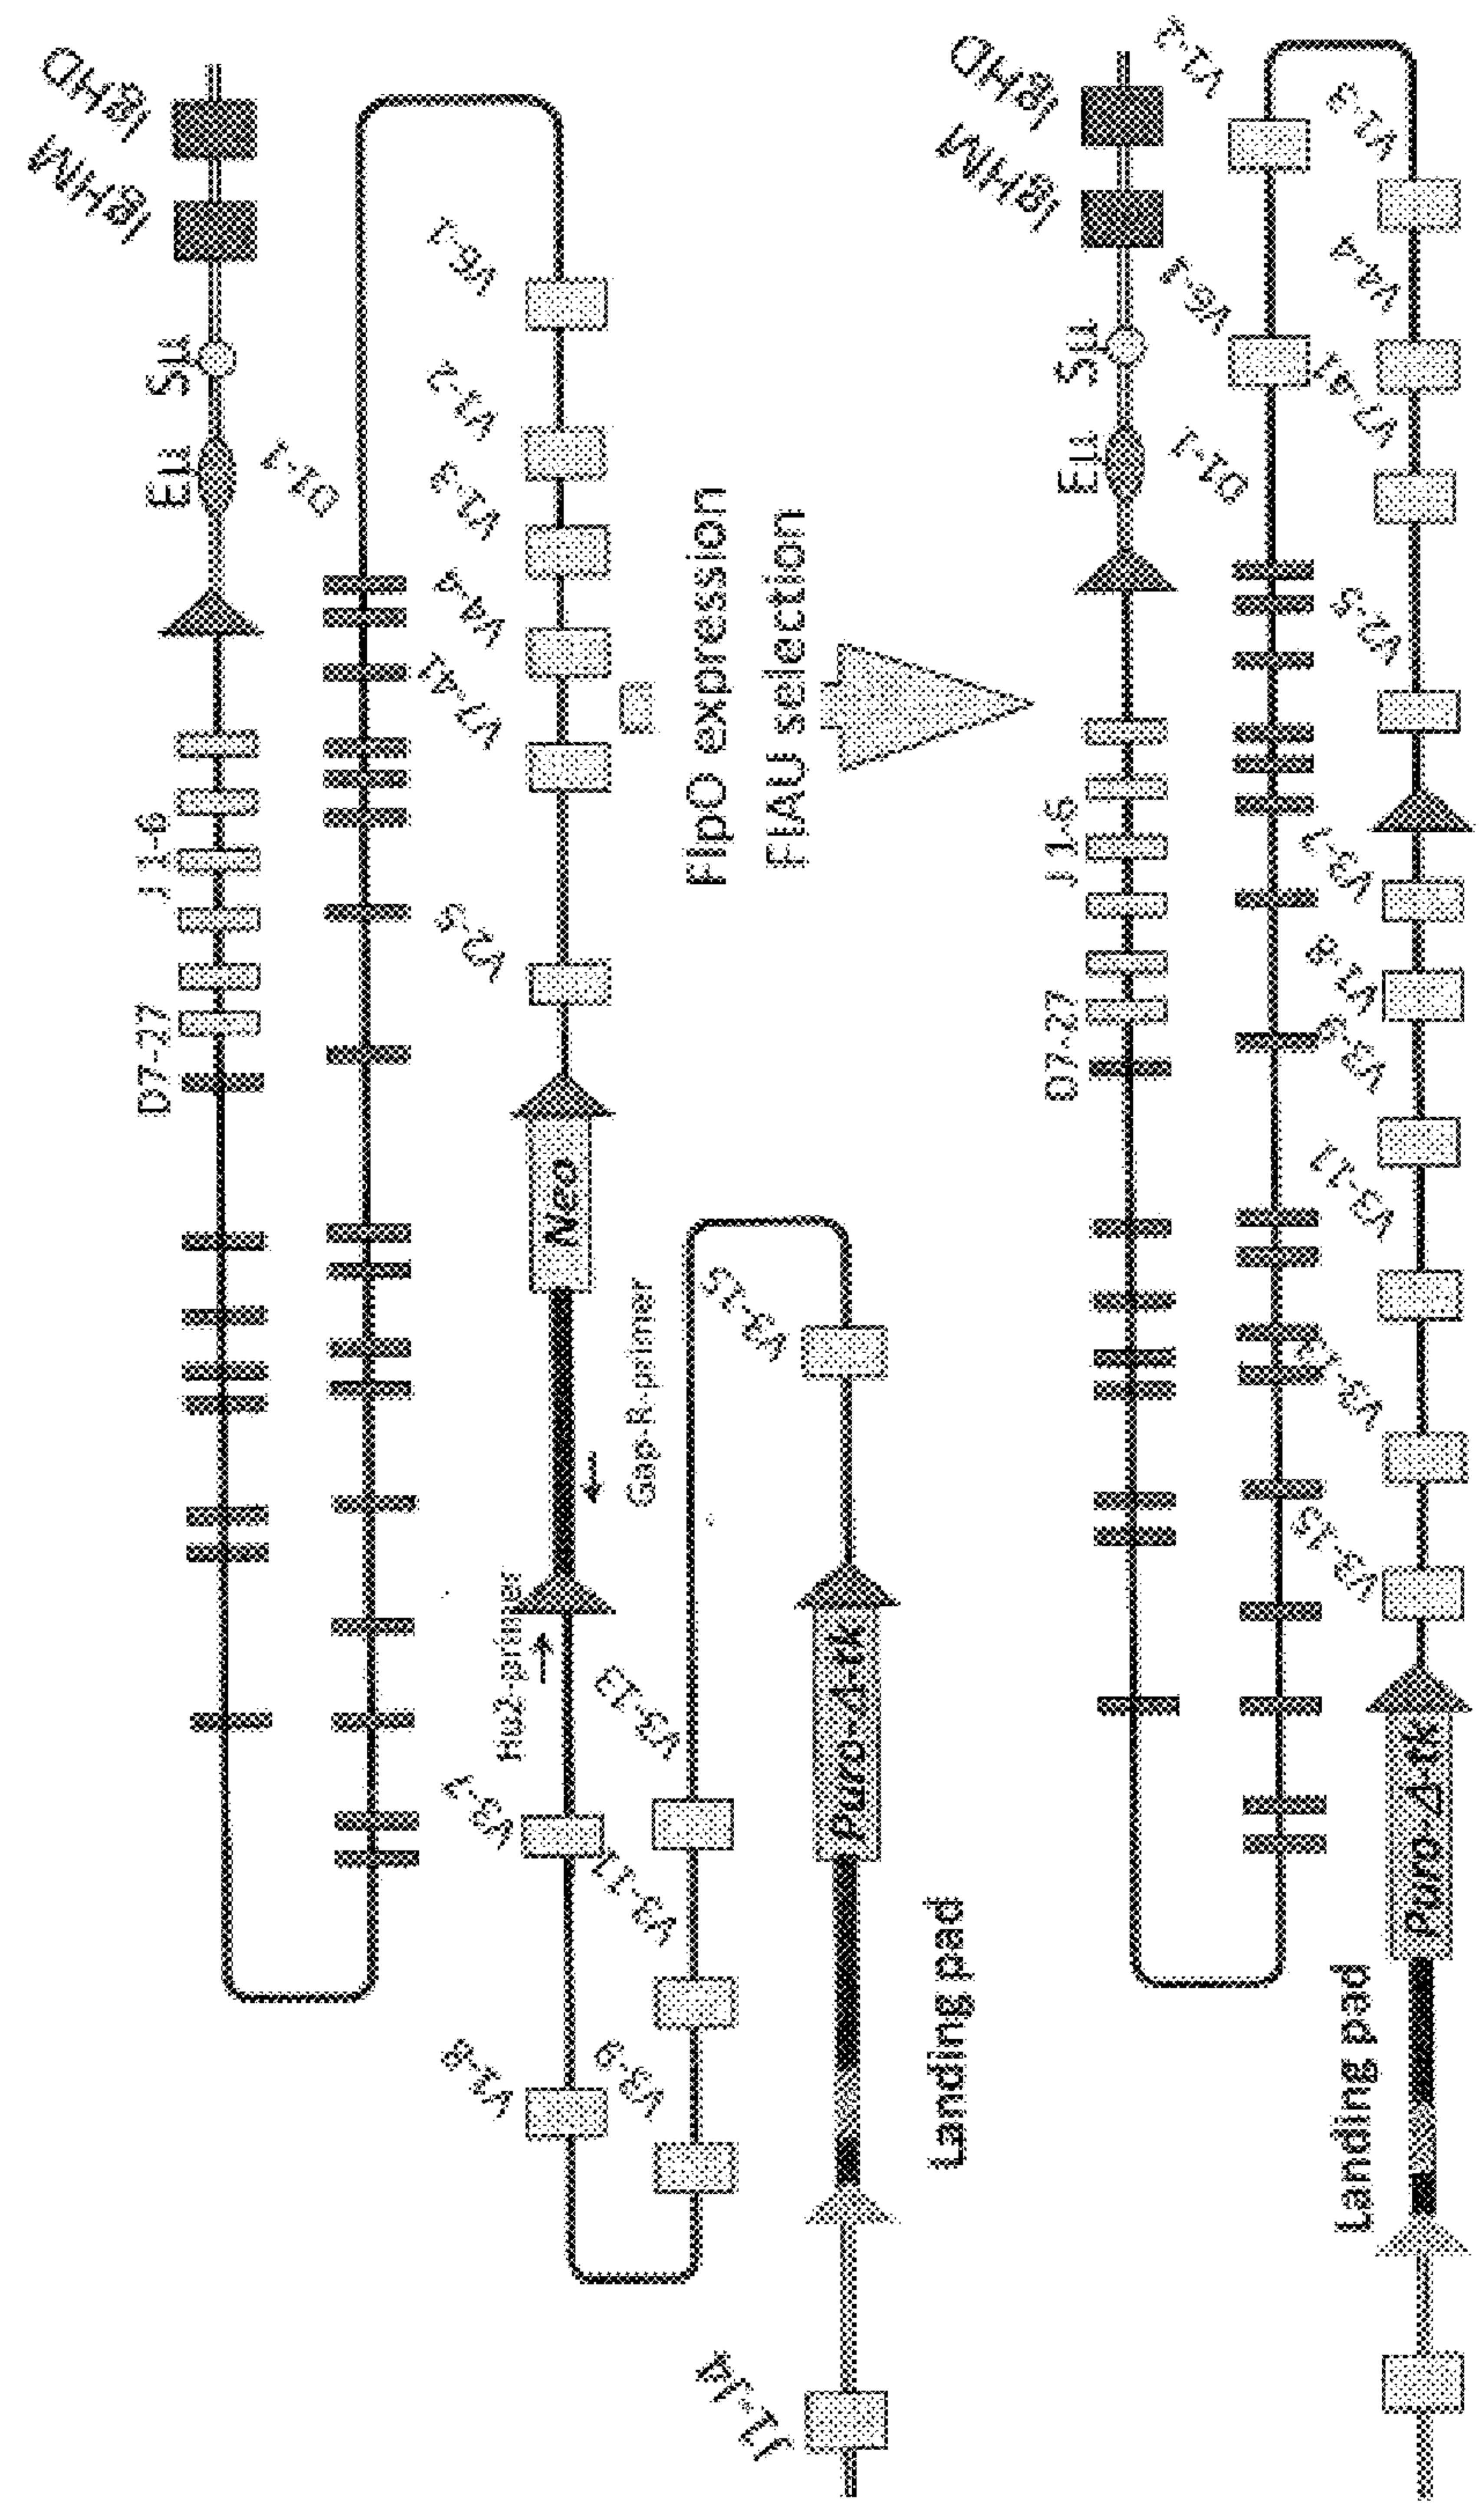 D7-27
J 1-6
Eμ
Sμ
IgHM
IgHD
D1-1
V1-8
V3-7
Hu2-primer
Neo
V2-5
V7-41
V4-4
V1-3
V1-2
V6-1
Gap-R-primer
V3-9
V3-11
V3-13
Puro-Δ-tk
V3-15
Landing pad
FlpO expression
FIAU selection
D7-27
J 1-6
Eμ
Sμ
IgHM
IgHD
D1-1
V6-1
V1-2
Landing pad
Puro-Δ-tk
V3-15
V3-13
V3-11
V3-9
V1-8
V3-7
V2-5
V7-41
V4-4
V1-3